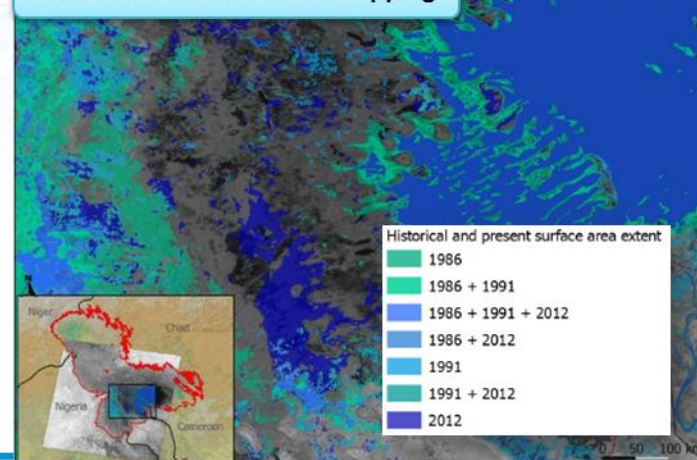 Historical and present surface area extent
1986
1986 + 1991
1986 + 1991 + 2012
1986 + 2012
1991
1991 + 2012
2012
Niger
Chad
Nigeria
Cameroon
0 50 100